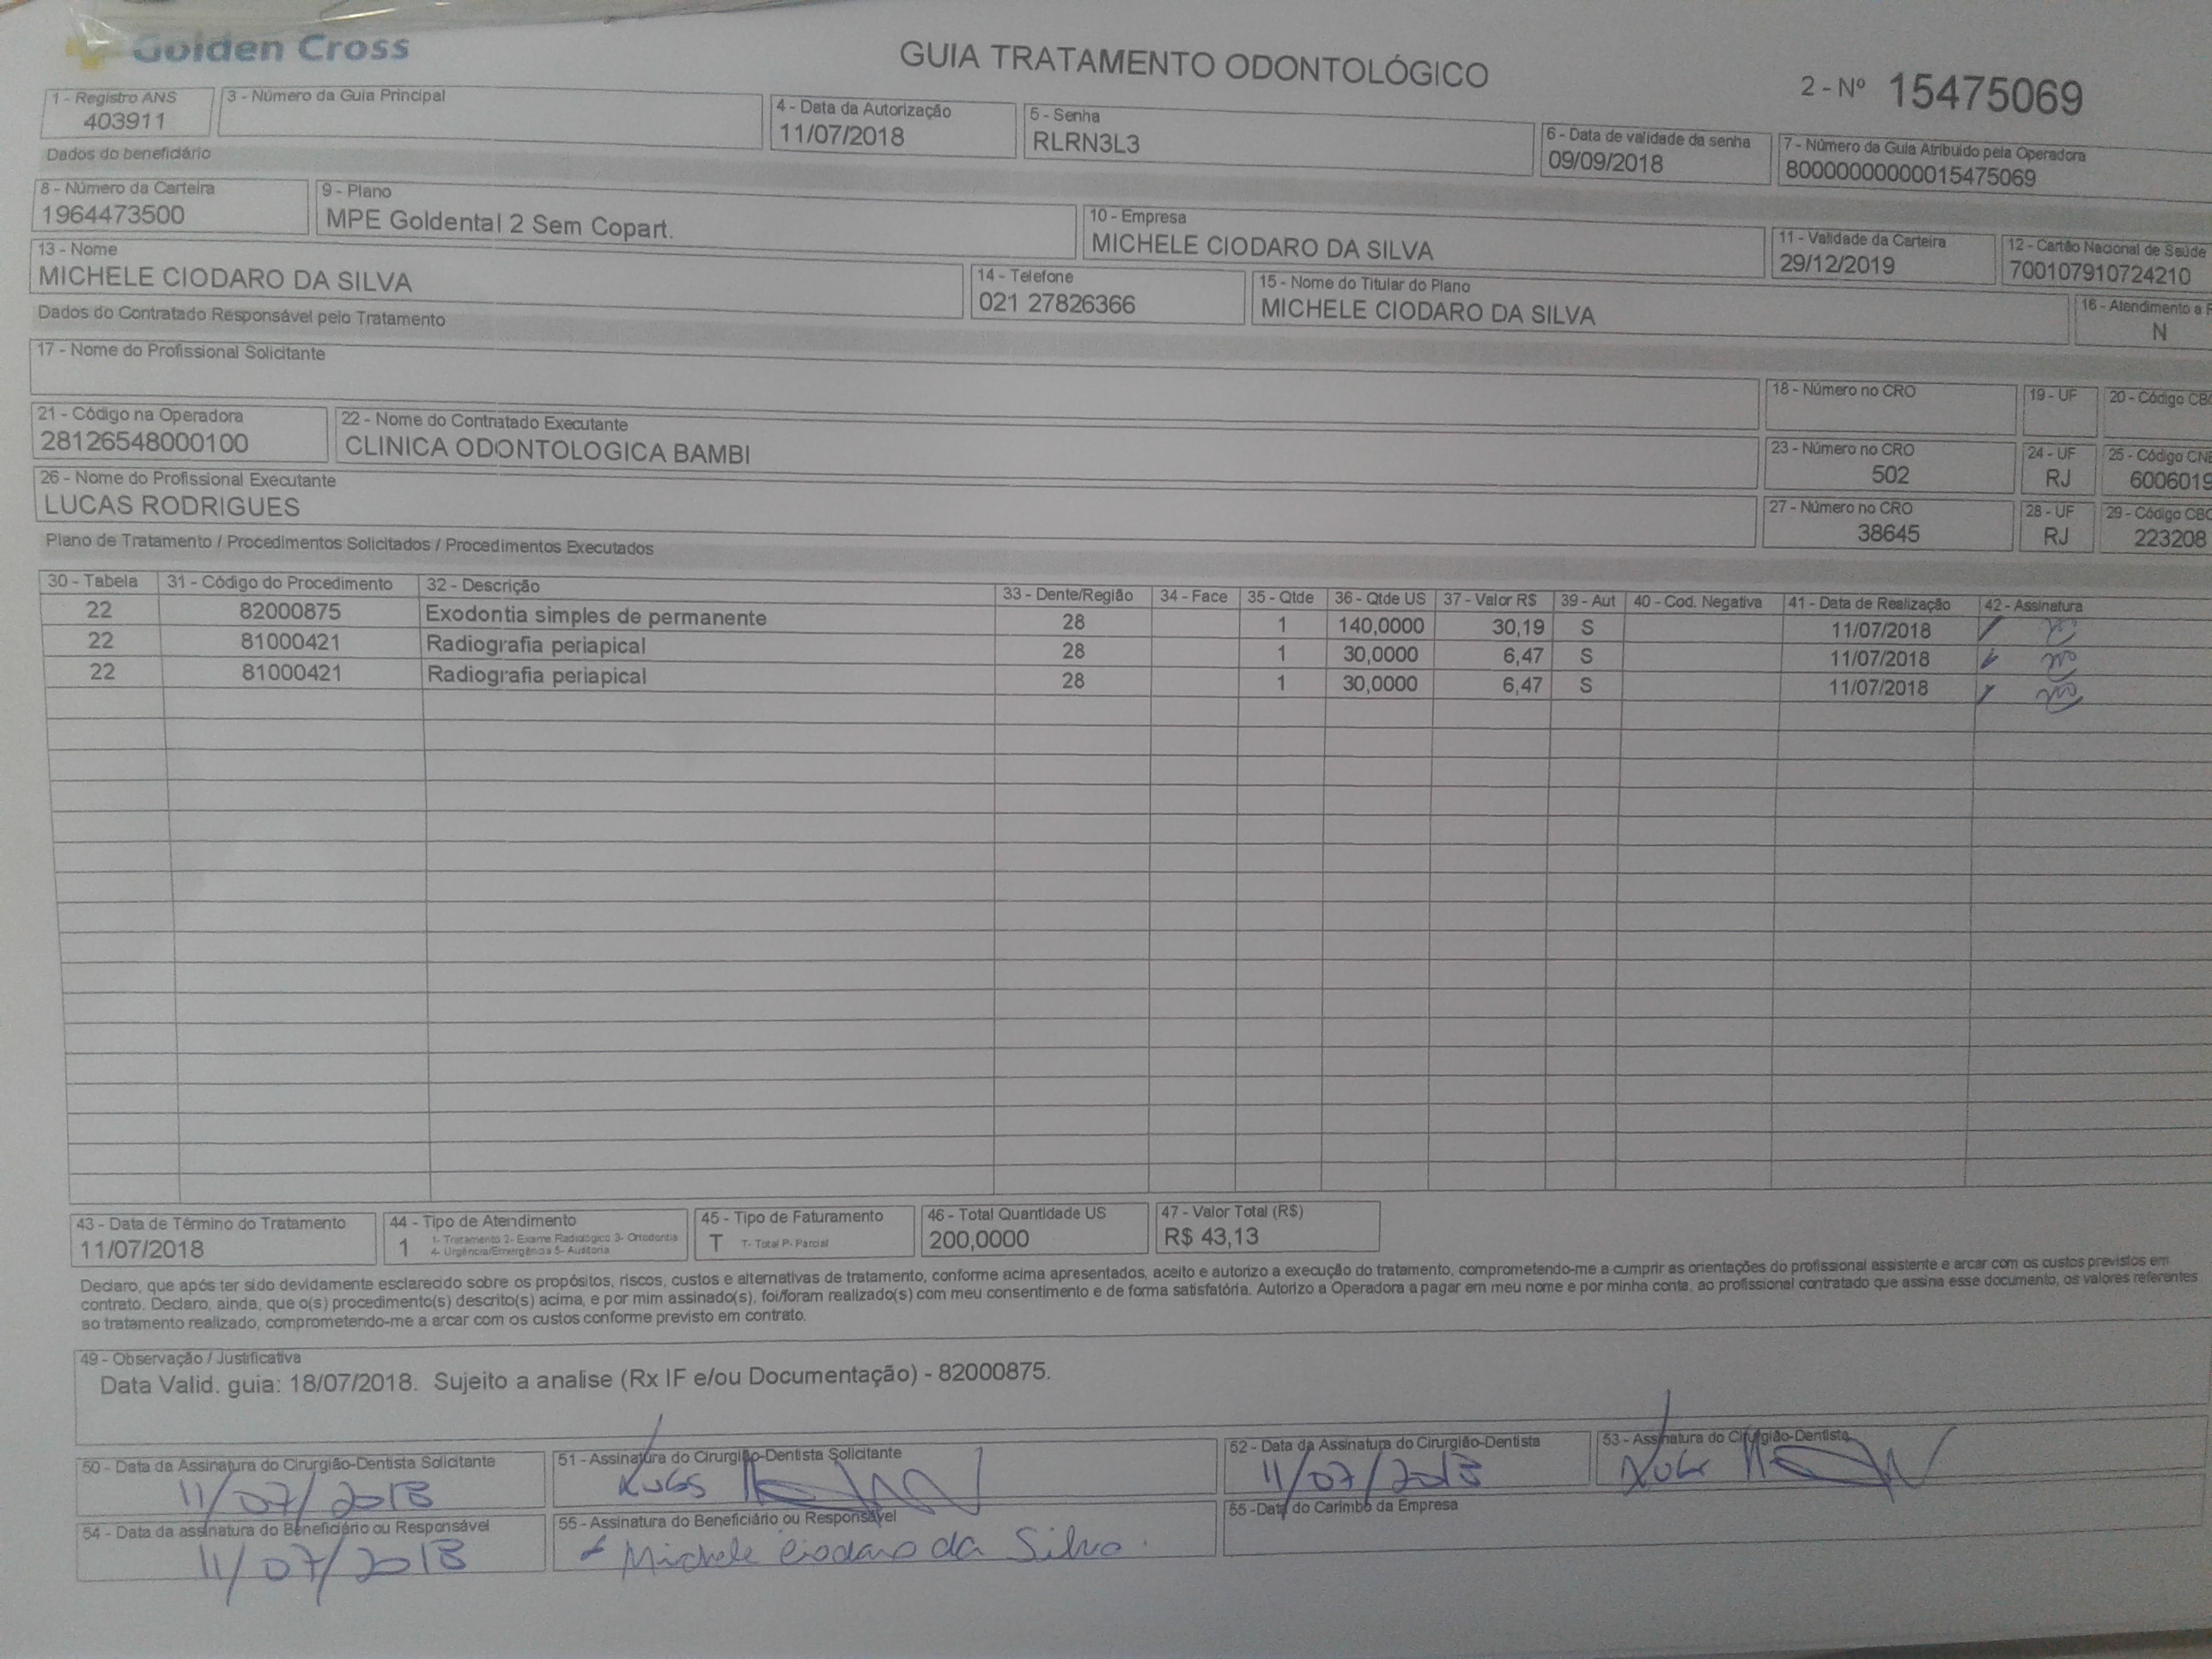 Golden Cross
GUIA TRATAMENTO ODONTOLÓGICO
2 - Nº 15475069
1 - Registro ANS
403911
3 - Número da Guia Principal
4 - Data da Autorização
11/07/2018
5 - Senha
RLRN3L3
6 - Data de validade da senha
09/09/2018
7 - Número da Guia Atribuído pela Operadora
Dados do beneficiário
8 - Número da Carteira
1964473500
9 - Plano
MPE Goldental 2 Sem Copart.
10 - Empresa
MICHELE CIODARO DA SILVA
11 - Validade da Carteira
29/12/2019
12 - Cartão Nacional de Saúde
700107910724210
13 - Nome
MICHELE CIODARO DA SILVA
14 - Telefone
021 27826366
15 - Nome do Titular do Plano
MICHELE CIODARO DA SILVA
16 - Atendimento a
N
Dados do Contratado Responsável pelo Tratamento
17 - Nome do Profissional Solicitante
18 - Número no CRO
19 - UF
20 - Código
21 - Código na Operadora
28126548000100
22 - Nome do Contratado Executante
CLINICA ODONTOLOGICA BAMBI
23 - Número no CRO
502
24 - UF
RJ
25 - Código
6006019
26 - Nome do Profissional Executante
LUCAS RODRIGUES
27 - Número no CRO
38645
28 - UF
RJ
29 - Código
223208
Plano de Tratamento / Procedimentos Solicitados / Procedimentos Executados
30 - Tabela 31 - Código do Procedimento 32 - Descrição 33 - Dente/Região 34 - Face 35 - Qtde 36 - Qtde US 37 - Valor R$ 39 - Aut 40 - Cod. Negativa 41 - Data de Realização 42 - Assinatura
22 82000875 Exodontia simples de permanente 28 1 140,0000 30,19 S 11/07/2018
22 81000421 Radiografia periapical 28 1 30,0000 6,47 S 11/07/2018
22 81000421 Radiografia periapical 28 1 30,0000 6,47 S 11/07/2018
43 - Data de Término do Tratamento
11/07/2018
44 - Tipo de Atendimento
1
1- Tratamento 2- Exame Radiológico 3- Ortodontia
4- Urgência/Emergência 5- Auditoria
45 - Tipo de Faturamento
T T- Total P- Parcial
46 - Total Quantidade US
200,0000
47 - Valor Total (R$)
R$ 43,13
Declaro, que após ter sido devidamente esclarecido sobre os propósitos, riscos, custos e alternativas de tratamento, conforme acima apresentados, aceito e autorizo a execução do tratamento, comprometendo-me a cumprir as orientações do profissional assistente e arcar com os custos previstos em
contrato. Declaro, ainda, que o(s) procedimento(s) descrito(s) acima, e por mim assinado(s), foi/foram realizado(s) com meu consentimento e de forma satisfatória. Autorizo a Operadora a pagar em meu nome e por minha conta, ao profissional contratado que assina esse documento, os valores referentes
ao tratamento realizado, comprometendo-me a arcar com os custos conforme previsto em contrato.
49 - Observação / Justificativa
Data Valid. guia: 18/07/2018. Sujeito a analise (Rx IF e/ou Documentação) - 82000875.
50 - Data da Assinatura do Cirurgião-Dentista Solicitante
11/07/2018
51 - Assinatura do Cirurgião-Dentista Solicitante
52 - Data da Assinatura do Cirurgião-Dentista
11/07/2018
53 - Assinatura do Cirurgião-Dentista
54 - Data da assinatura do Beneficiário ou Responsável
11/07/2018
55 - Assinatura do Beneficiário ou Responsável
Michele Ciodaro da Silva
55 - Data do Carimbo da Empresa